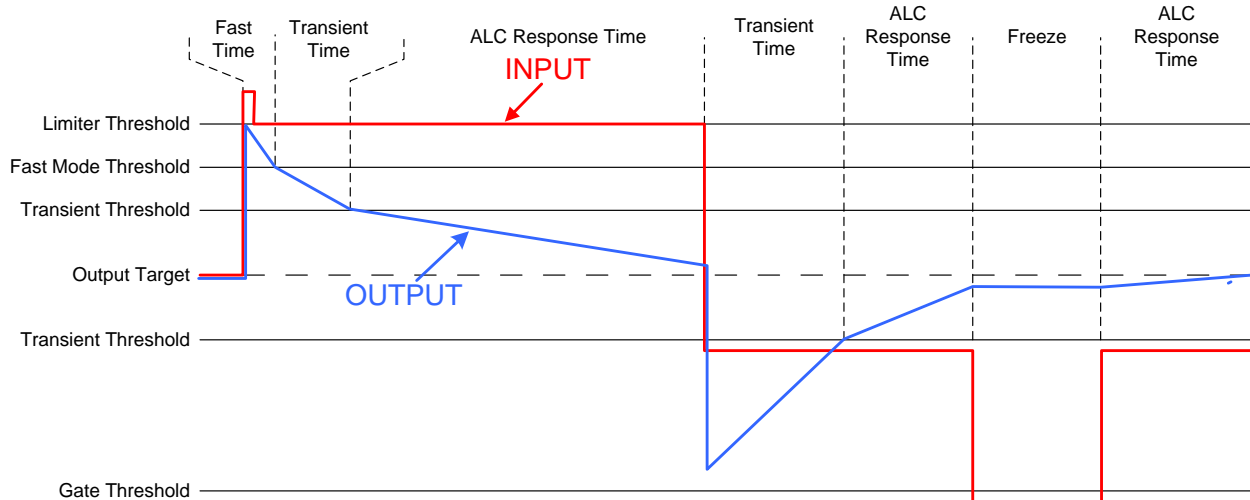 Fast
Time
Transient
Time
ALC Response Time
Transient
Time
ALC
Response
Time
Freeze
ALC
Response
Time
INPUT
Limiter Threshold
Fast Mode Threshold
Transient Threshold
Output Target
OUTPUT
Transient Threshold
Gate Threshold